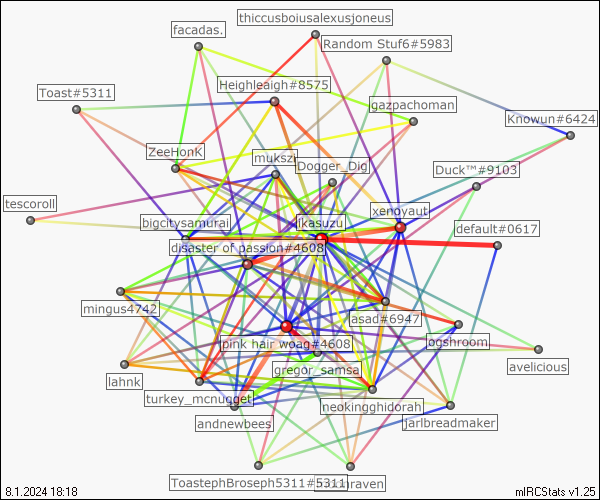 thiccusboiusalexusjoneus
facadas.
Random Stuf6#5983
Heighleaigh#8575
Toast#5311
gazpachoman
Knowun#6424
ZeeHonk
mukszi
Dogger_Dig
Duck™#9103
tescoroll
xenoyaut
bigcitysamurai
ikasuzu
default#0617
disaster of passion#4608
mingus4742
asad#6947
pink hair woag#4608
ogshroom
avelicious
gregor_samsa
lahnk
turkey_mcnugget
neokingghidorah
andnewbees
jarlbreadmaker
ToastephBroseph5311#5311
raven
8.1.2024 18:18
mIRCStats v1.25